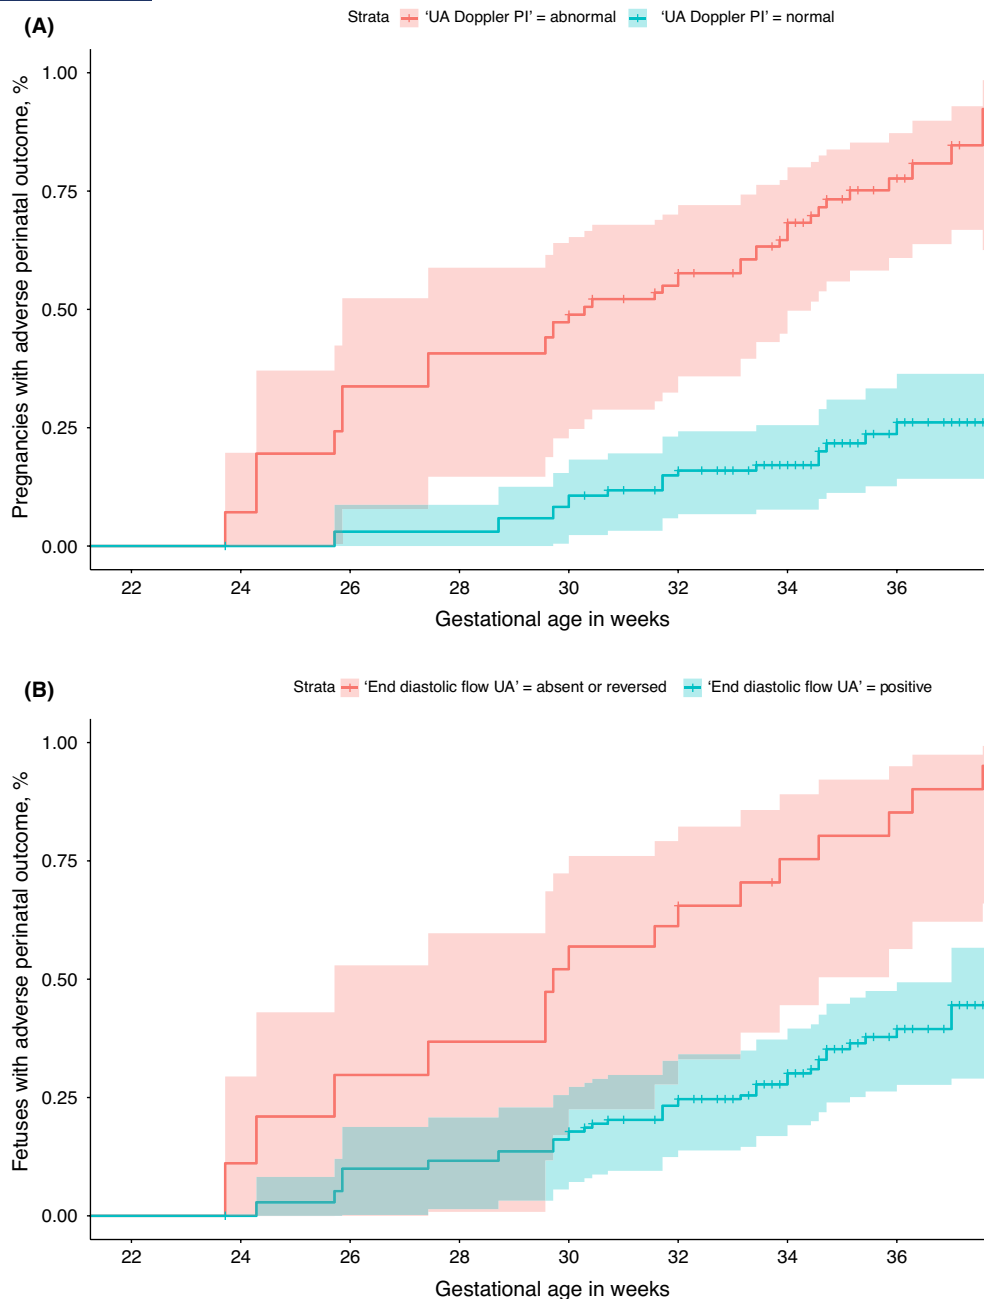 (A)
Strata ‘UA Doppler PI’ = abnormal ‘UA Doppler PI’ = normal
Pregnancies with adverse perinatal outcome, %
1.00
0.75
0.50
0.25
0.00
22 24 26 28 30 32 34 36
Gestational age in weeks
(B)
Strata ‘End diastolic flow UA’ = absent or reversed ‘End diastolic flow UA’ = positive
Fetuses with adverse perinatal outcome, %
1.00
0.75
0.50
0.25
0.00
22 24 26 28 30 32 34 36
Gestational age in weeks